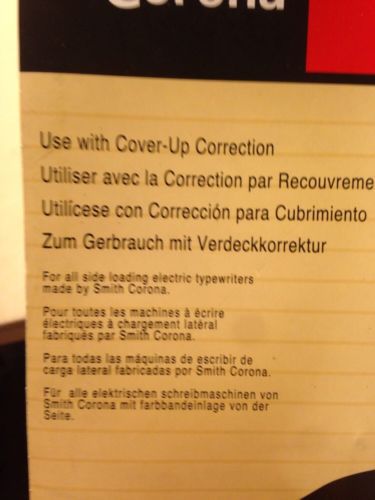 Corona
Use with Cover-Up Correction
Utiliser avec la Correction par Recouvreme
Utilícese con Corrección para Cubrimiento
Zum Gerbrauch mit Verdeckkorrektur
For all side loading electric typewriters
made by Smith Corona.
Pour toutes les machines à écrire
électriques à chargement latéral
fabriqués par Smith Corona.
Para todas las máquinas de escribir de
carga lateral fabricadas por Smith Corona.
Für alle elektrischen schreibmaschinen von
Smith Corona mit farbbandeinlage von der
Seite.